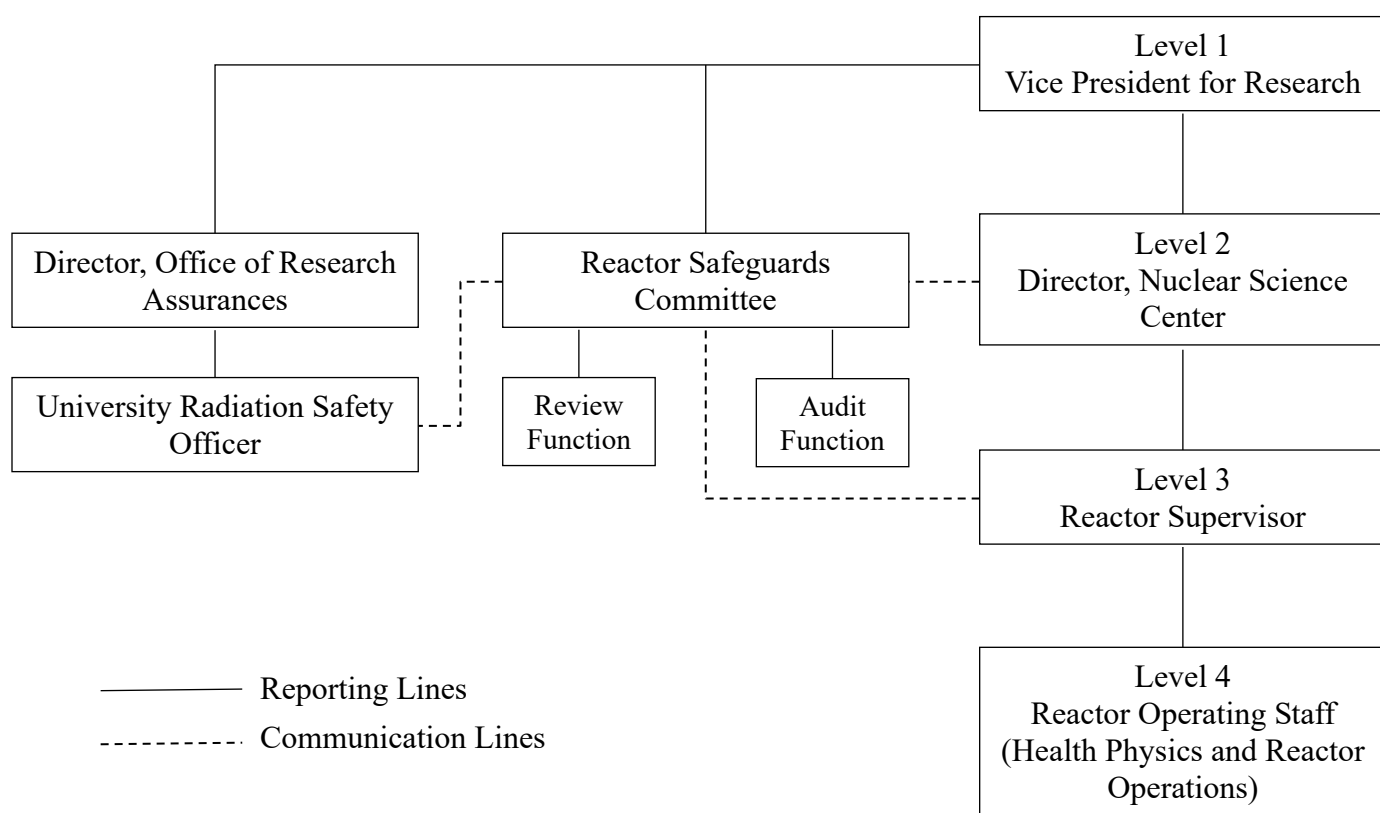 Level 1
Vice President for Research
Director, Office of Research
Assurances
Reactor Safeguards
Committee
Level 2
Director, Nuclear Science
Center
University Radiation Safety
Officer
Review
Function
Audit
Function
Level 3
Reactor Supervisor
Reporting Lines
Communication Lines
Level 4
Reactor Operating Staff
(Health Physics and Reactor
Operations)